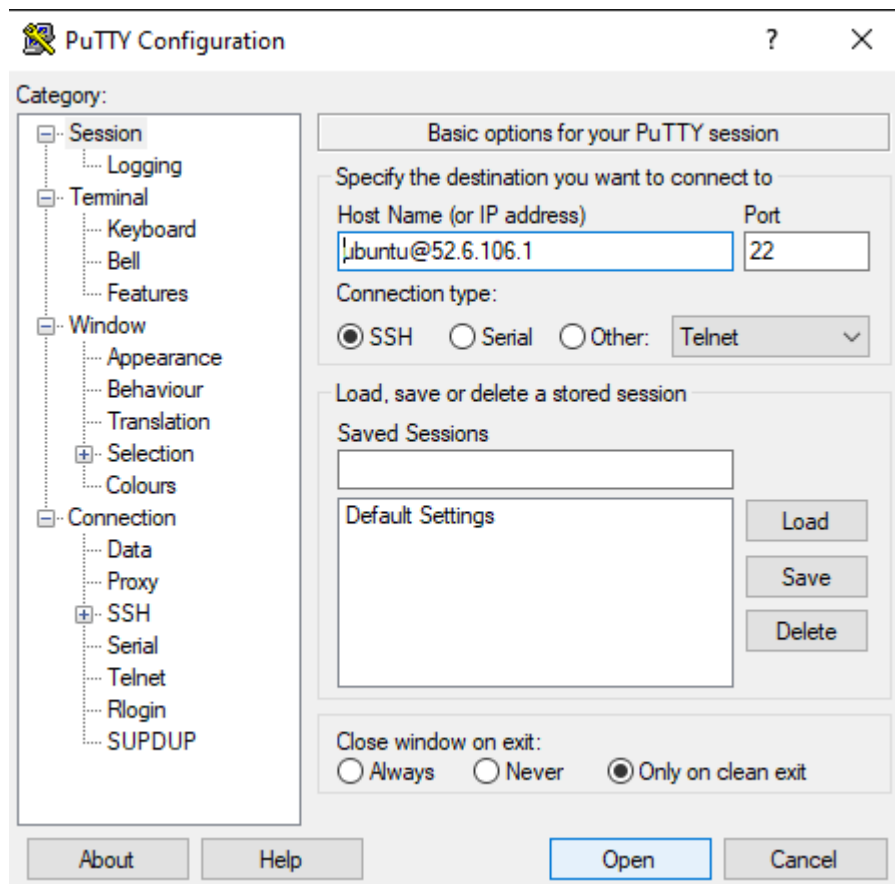 PuTTY Configuration
?
Category:
Session
Logging
Terminal
Keyboard
Bell
Features
Window
Appearance
Behaviour
Translation
Selection
Colours
Connection
Data
Proxy
SSH
Serial
Telnet
Rlogin
SUPDUP
Basic options for your PuTTY session
Specify the destination you want to connect to
Host Name (or IP address) Port
ubuntu@52.6.106.1 22
Connection type:
SSH Serial Other: Telnet
Load, save or delete a stored session
Saved Sessions
Default Settings
Load
Save
Delete
Close window on exit:
Always Never Only on clean exit
About Help Open Cancel